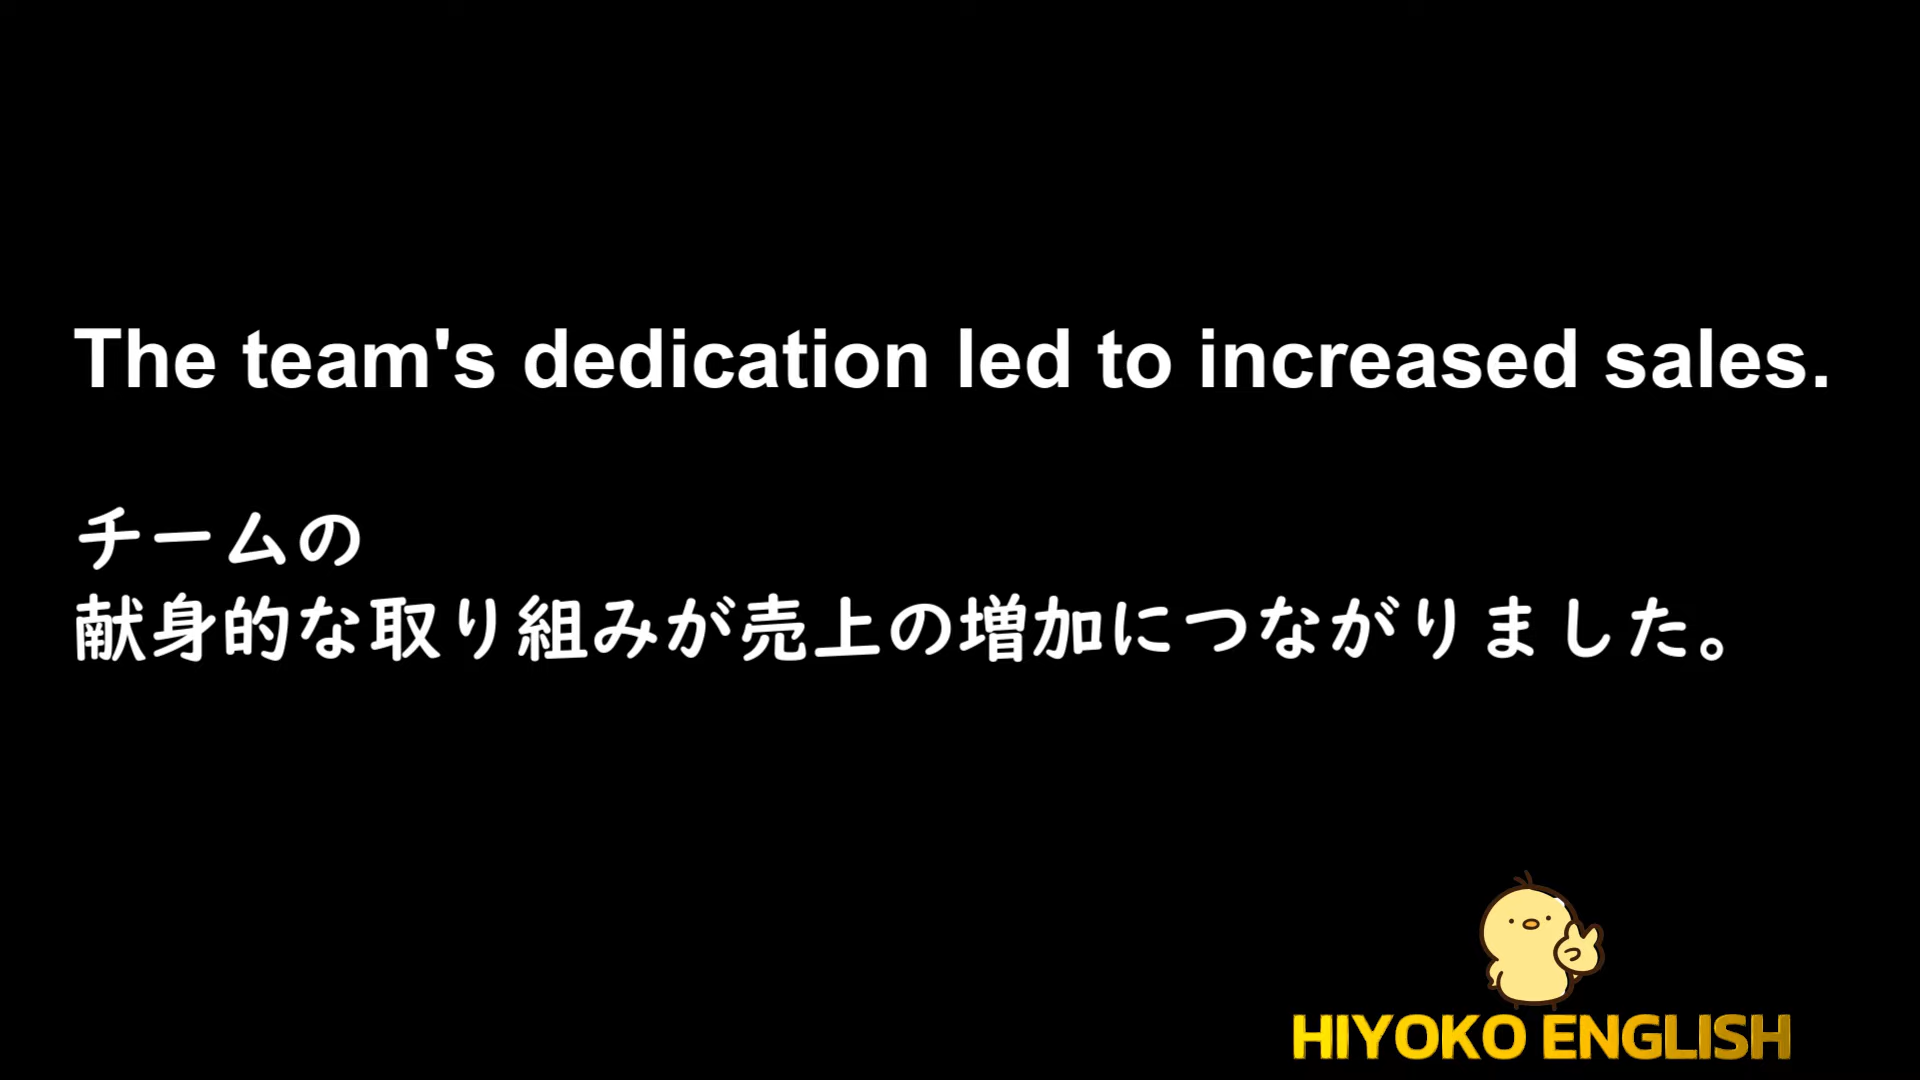 The team's dedication led to increased sales.
チームの
献身的な取り組みが売上の増加につながりました。
HIYOKO ENGLISH